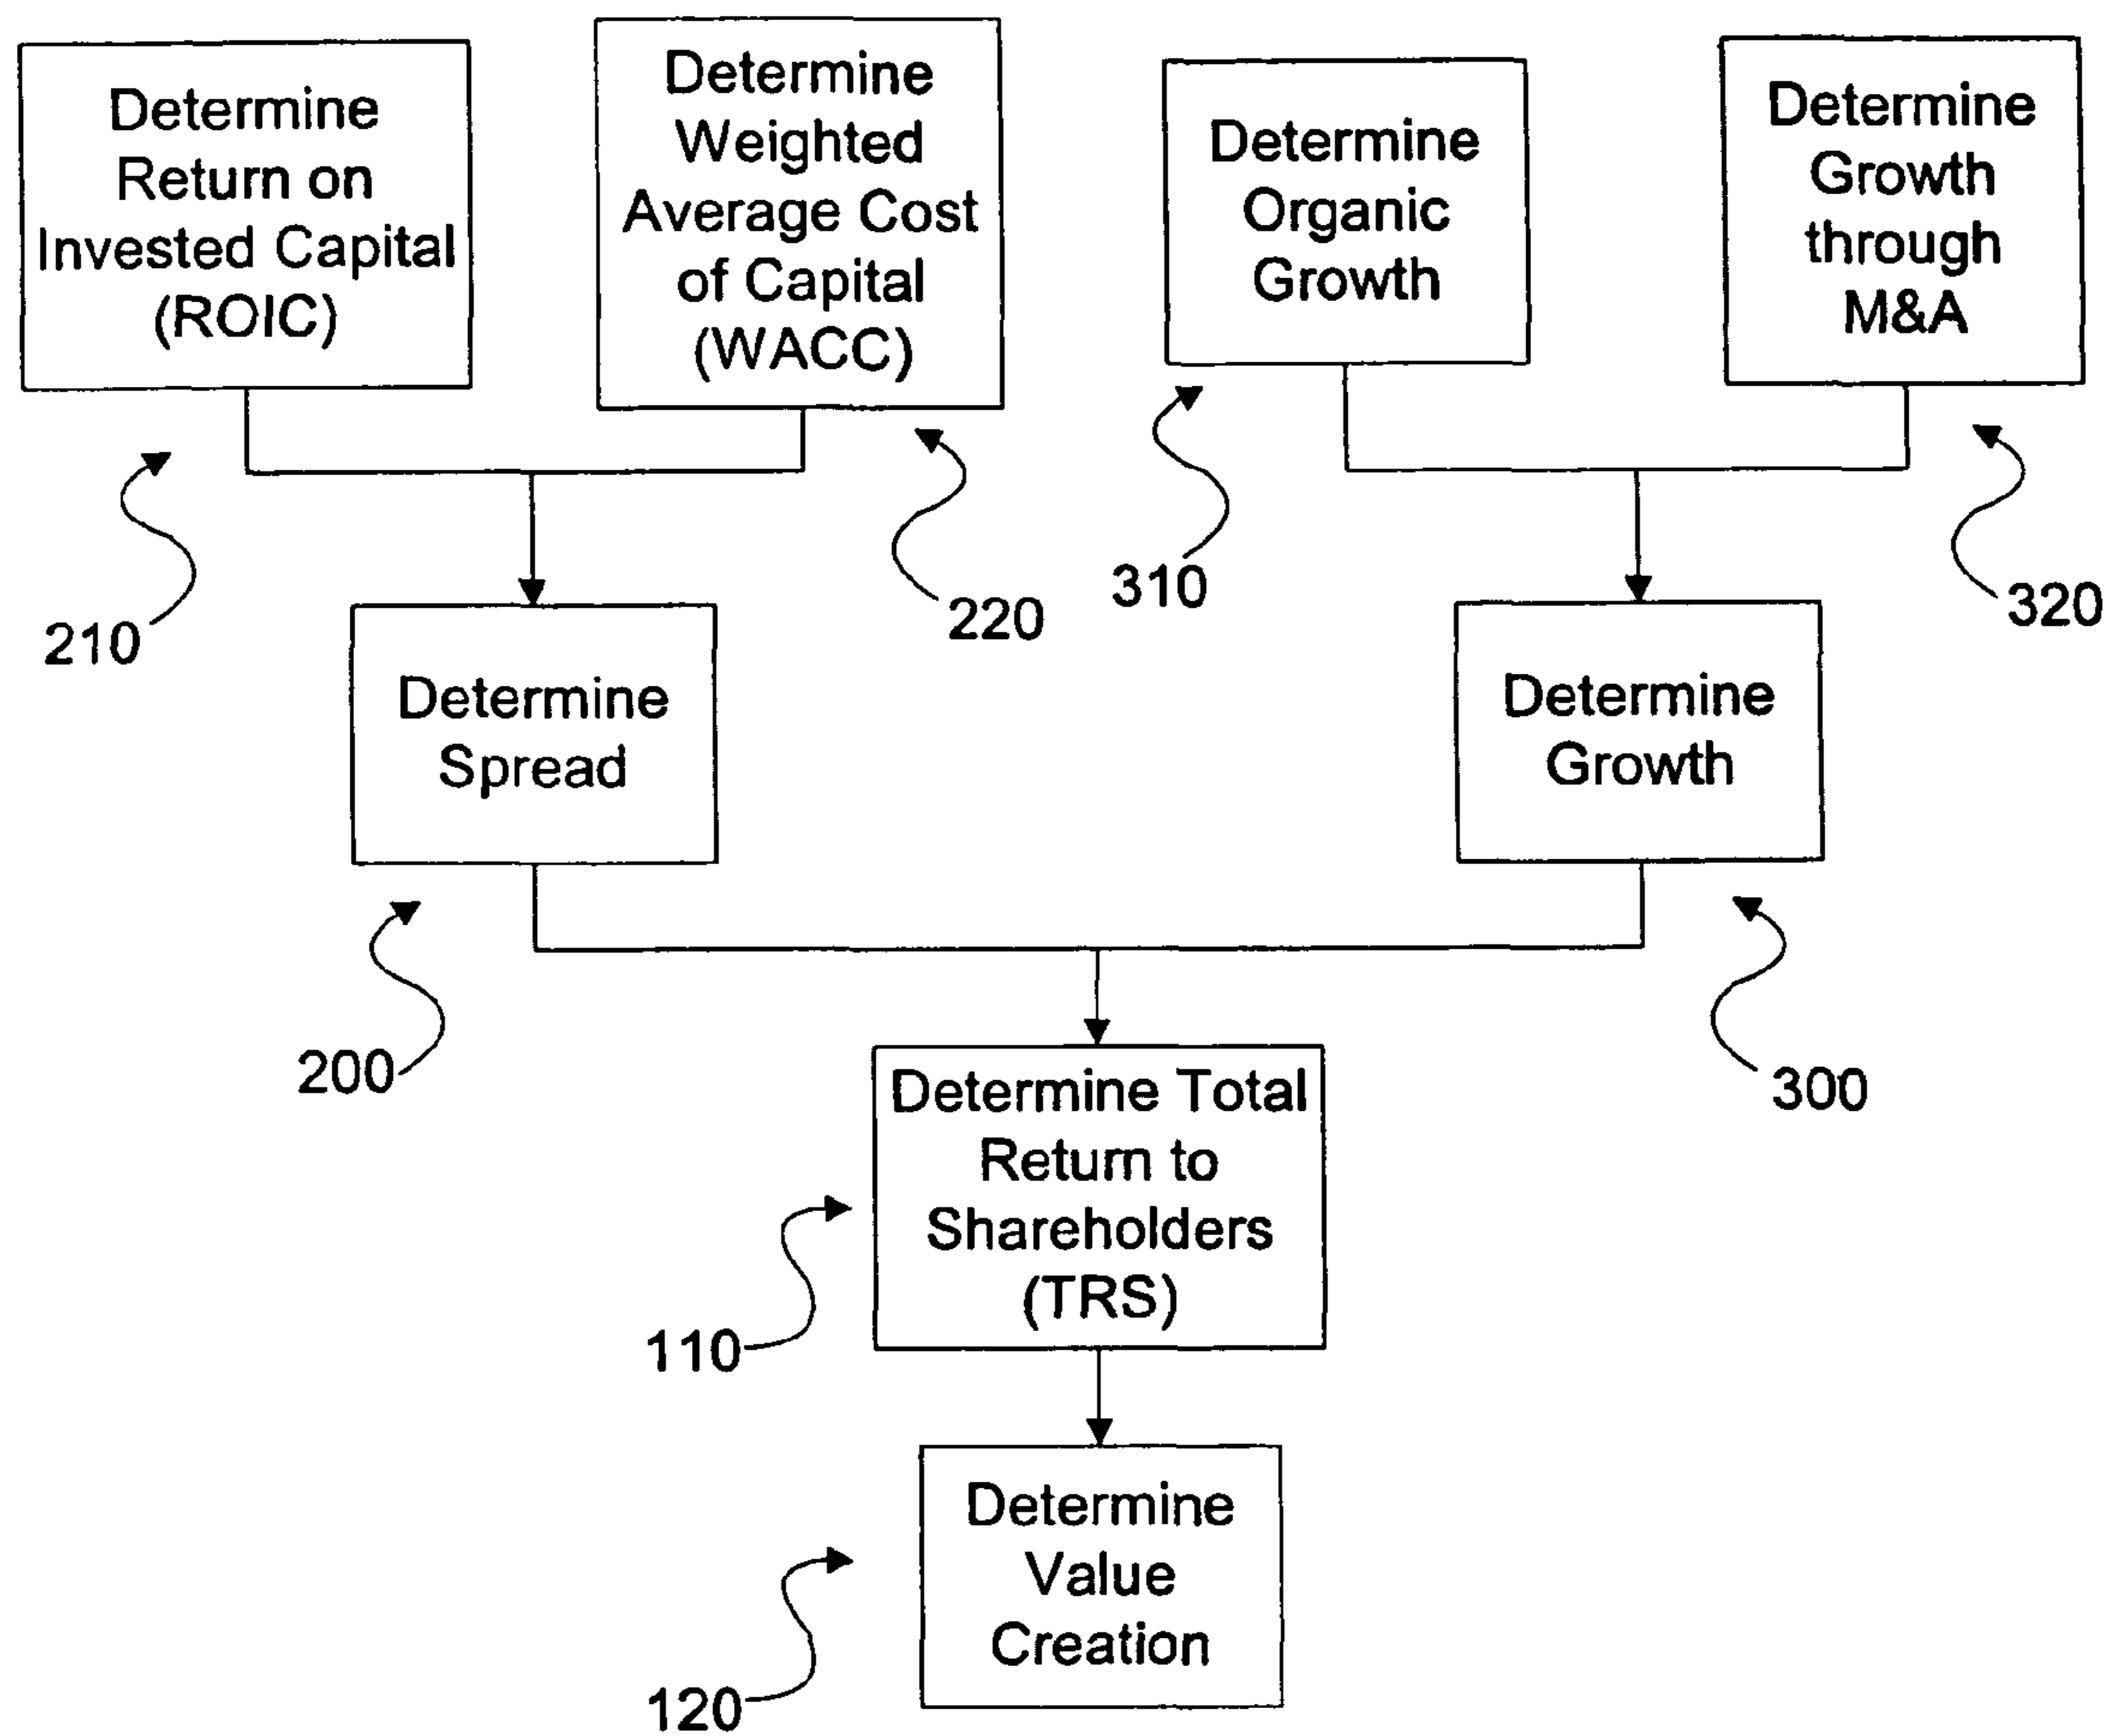 Determine
Return on
Invested Capital
(ROIC)
Determine
Weighted
Average Cost
of Capital
(WACC)
Determine
Organic
Growth
Determine
Growth
through
M&A
210
220
310
320
Determine
Spread
Determine
Growth
200
300
Determine Total
Return to
Shareholders
(TRS)
110
Determine
Value
Creation
120